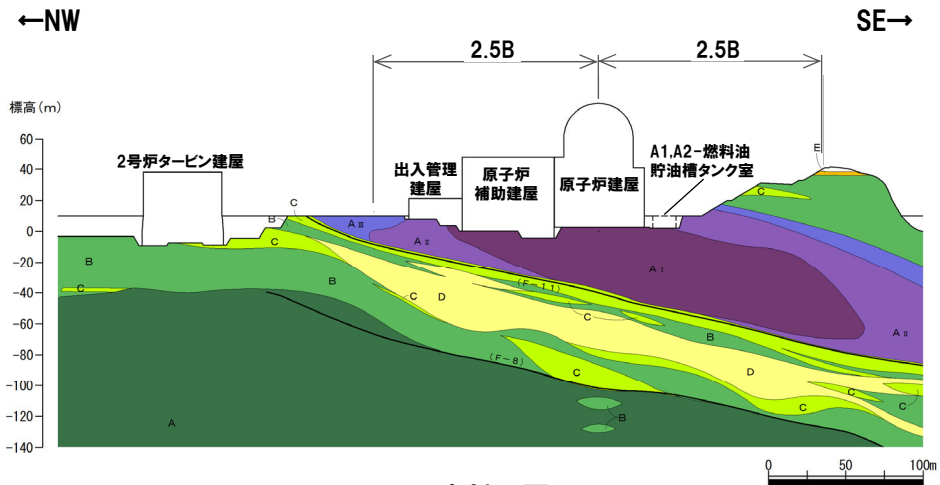 ←NW
SE→
2.5B
2.5B
標高(m)
60
40
20
0
-20
-40
-60
-80
-100
-120
-140
2号炉タービン建屋
出入管理
建屋
原子炉
補助建屋
原子炉建屋
A1,A2-燃料油
貯油槽タンク室
E
C
C
B
C
AⅡ
AⅡ
AⅠ
AⅡ
B
C
B
C
D
(F-11)
C
B
(F-8)
C
D
C
C
A
B
0
50
100m